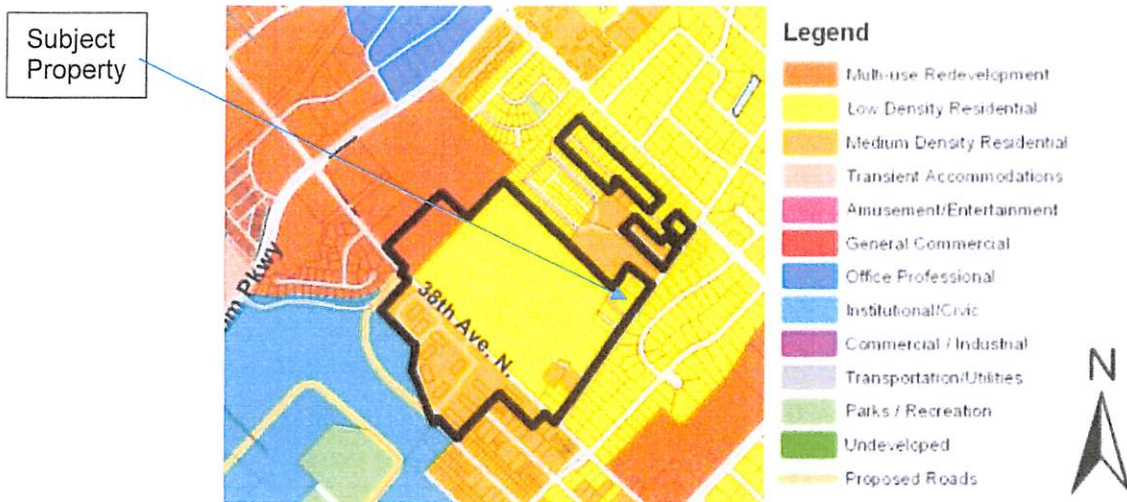 Subject
Property
38th Ave. N.
Pkwy
Legend
Multi-use Redevelopment
Low Density Residential
Medium Density Residential
Transient Accommodations
Amusement/Entertainment
General Commercial
Office Professional
Institutional/Civic
Commercial / Industrial
Transportation/Utilities
Parks / Recreation
Undeveloped
Proposed Roads
N